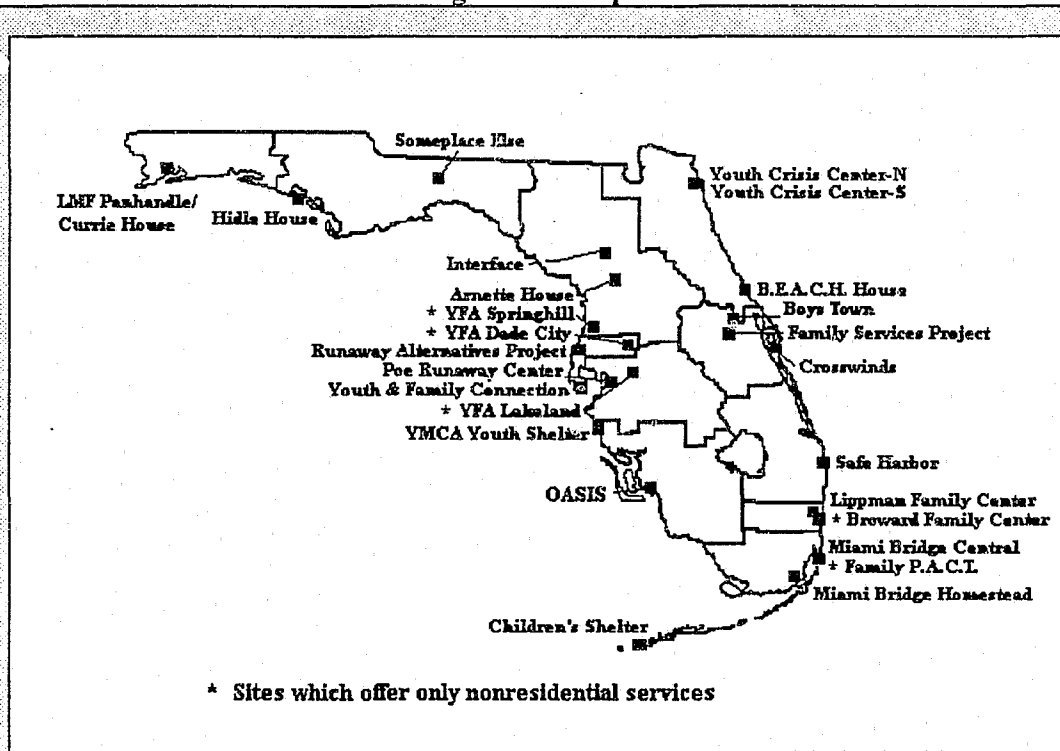 Someplace Else
Youth Crisis Center-N
Youth Crisis Center-S
LMF Panhandle/
Currie House
Hidle House
Interface
Arnette House
B.E.A.C.H. House
Boys Town
* YFA Springhill
* YFA Dade City
Family Services Project
Runaway Alternatives Project
Crosswinds
Poe Runaway Center
Youth & Family Connection
* YFA Lakeland
YMCA Youth Shelter
Safe Harbor
OASIS
Lippman Family Center
* Broward Family Center
Miami Bridge Central
* Family P.A.C.T.
Miami Bridge Homestead
Children's Shelter
* Sites which offer only nonresidential services